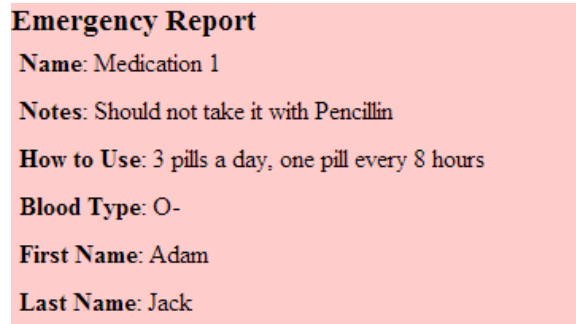 Emergency Report
Name: Medication 1
Notes: Should not take it with Pencillin
How to Use: 3 pills a day, one pill every 8 hours
Blood Type: O-
First Name: Adam
Last Name: Jack